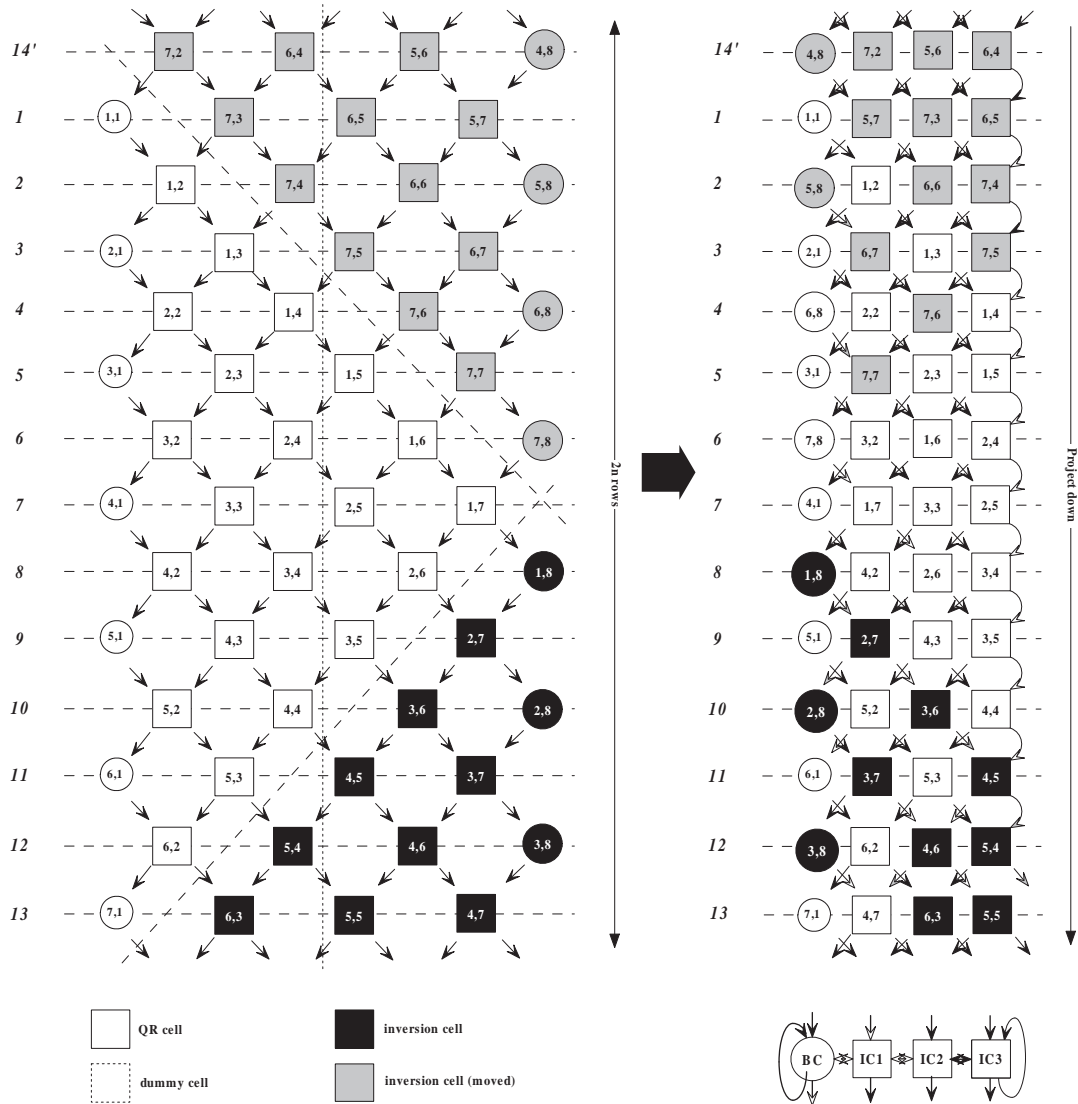 14' 7,2 6,4 5,6 4,8 14' 4,8 7,2 5,6 6,4
1 1,1 7,3 6,5 5,7 1 1,1 5,7 7,3 6,5
2 1,2 7,4 6,6 5,8 2 5,8 1,2 6,6 7,4
3 2,1 1,3 7,5 6,7 3 2,1 6,7 1,3 7,5
4 2,2 1,4 7,6 6,8 4 6,8 2,2 7,6 1,4
5 3,1 2,3 1,5 7,7 5 3,1 7,7 2,3 1,5
6 3,2 2,4 1,6 7,8 6 7,8 3,2 1,6 2,4
2n rows
Project down
7 4,1 3,3 2,5 1,7 7 4,1 1,7 3,3 2,5
8 4,2 3,4 2,6 1,8 8 1,8 4,2 2,6 3,4
9 5,1 4,3 3,5 2,7 9 5,1 2,7 4,3 3,5
10 5,2 4,4 3,6 2,8 10 2,8 5,2 3,6 4,4
11 6,1 5,3 4,5 3,7 11 6,1 3,7 5,3 4,5
12 6,2 5,4 4,6 3,8 12 3,8 6,2 4,6 5,4
13 7,1 6,3 5,5 4,7 13 7,1 4,7 6,3 5,5
QR cell
inversion cell
dummy cell
inversion cell (moved)
BC IC1 IC2 IC3